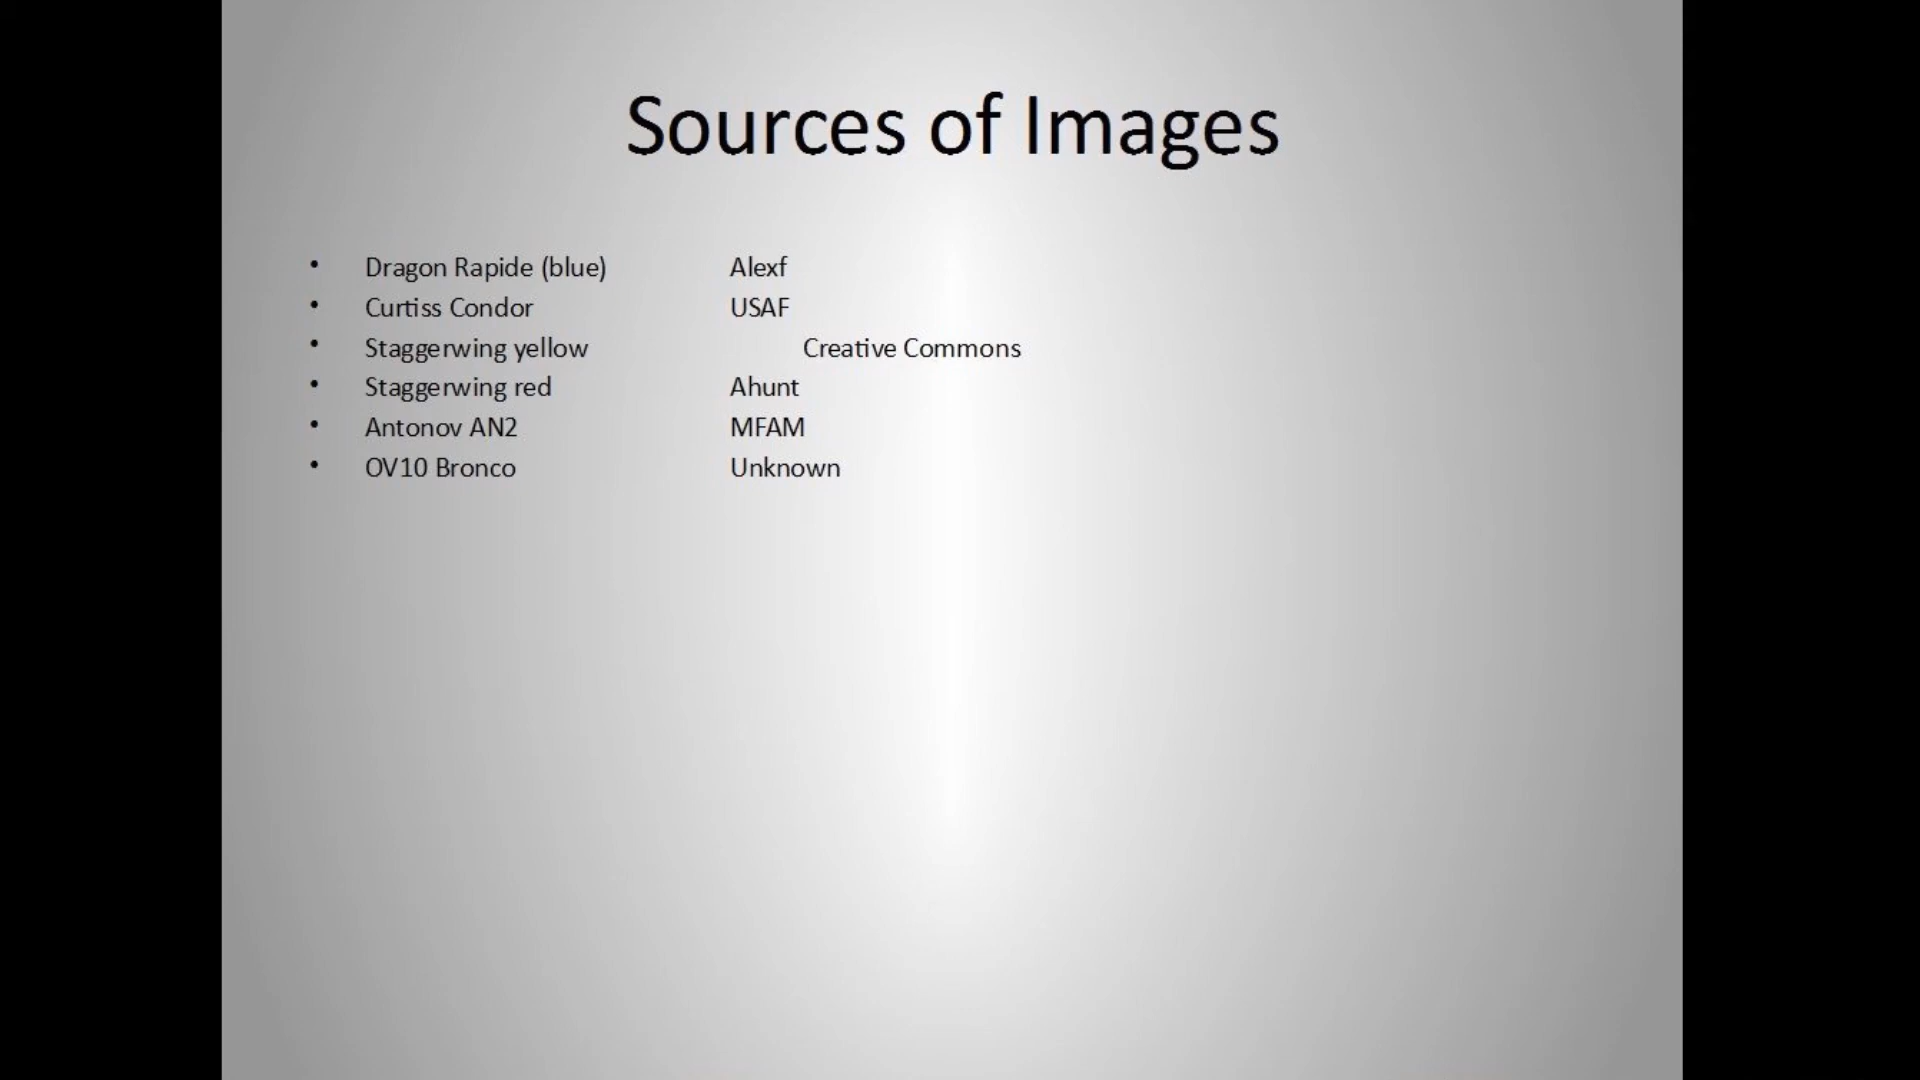 Sources of Images
• Dragon Rapide (blue) Alexf
• Curtiss Condor USAF
• Staggerwing yellow Creative Commons
• Staggerwing red Ahunt
• Antonov AN2 MFAM
• OV10 Bronco Unknown